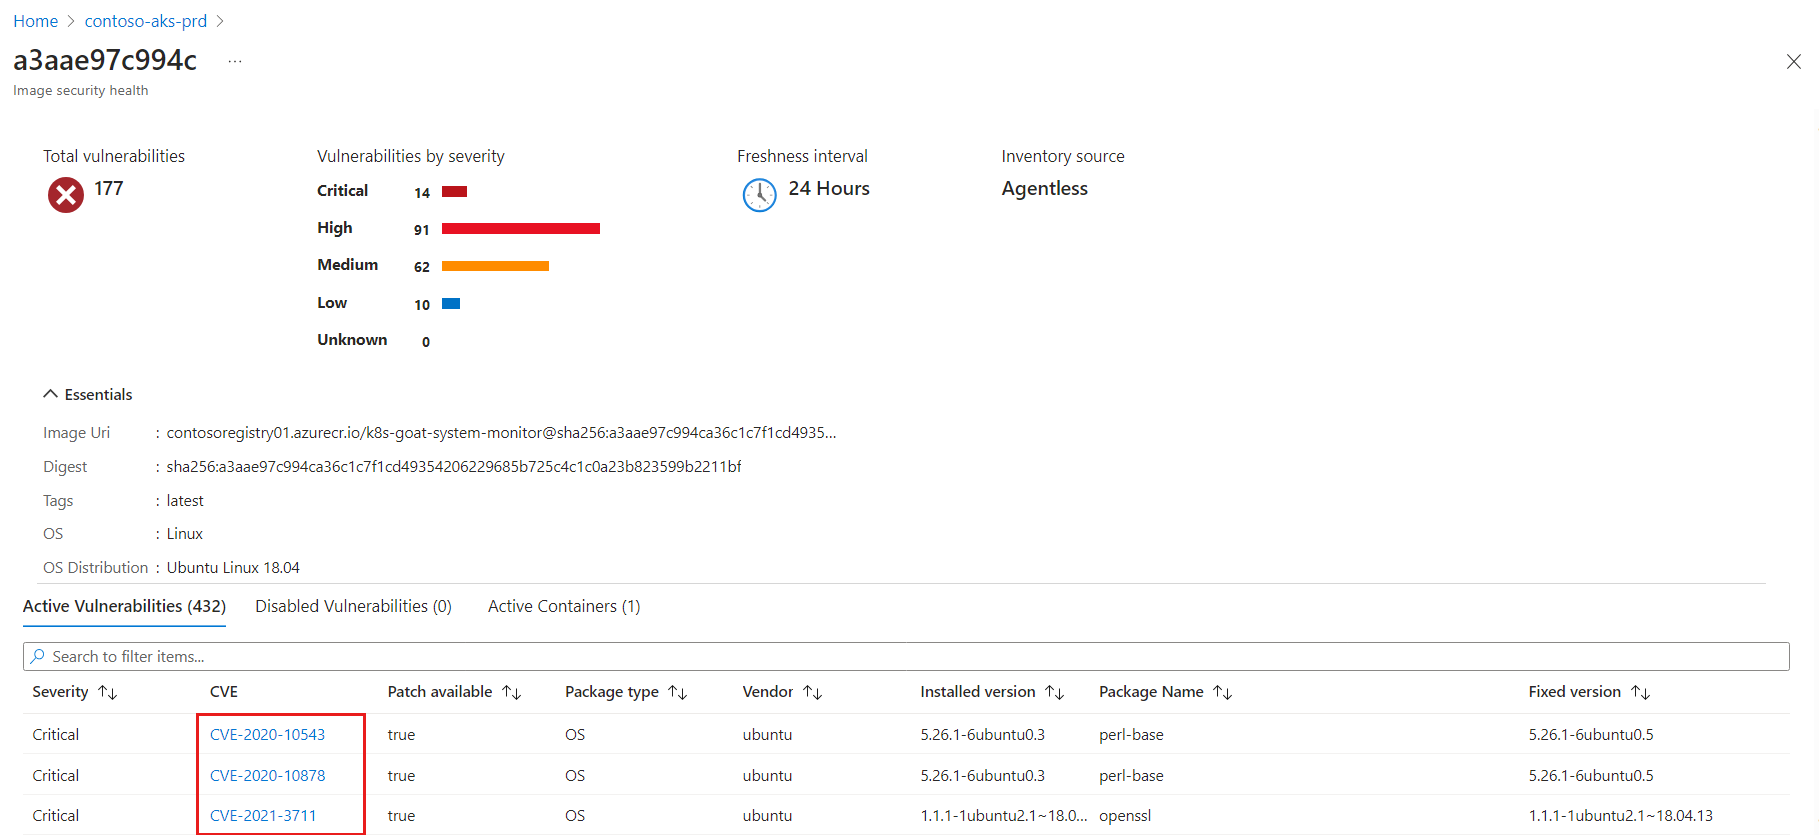 Home > contoso-aks-prd >
a3aae97c994c ...
Image security health
Total vulnerabilities
177
Vulnerabilities by severity
Critical 14
High 91
Medium 62
Low 10
Unknown 0
Freshness interval
24 Hours
Inventory source
Agentless
Essentials
Image Uri : contosoregistry01.azurecr.io/k8s-goat-system-monitor@sha256:a3aae97c994ca36c1c7f1cd4935...
Digest : sha256:a3aae97c994ca36c1c7f1cd49354206229685b725c4c1c0a23b823599b2211bf
Tags : latest
OS : Linux
OS Distribution : Ubuntu Linux 18.04
Active Vulnerabilities (432) Disabled Vulnerabilities (0) Active Containers (1)
Search to filter items...
Severity ↑↓ CVE Patch available ↑↓ Package type ↑↓ Vendor ↑↓ Installed version ↑↓ Package Name ↑↓ Fixed version ↑↓
Critical CVE-2020-10543 true OS ubuntu 5.26.1-6ubuntu0.3 perl-base 5.26.1-6ubuntu0.5
Critical CVE-2020-10878 true OS ubuntu 5.26.1-6ubuntu0.3 perl-base 5.26.1-6ubuntu0.5
Critical CVE-2021-3711 true OS ubuntu 1.1.1-1ubuntu2.1~18.0... openssl 1.1.1-1ubuntu2.1~18.04.13